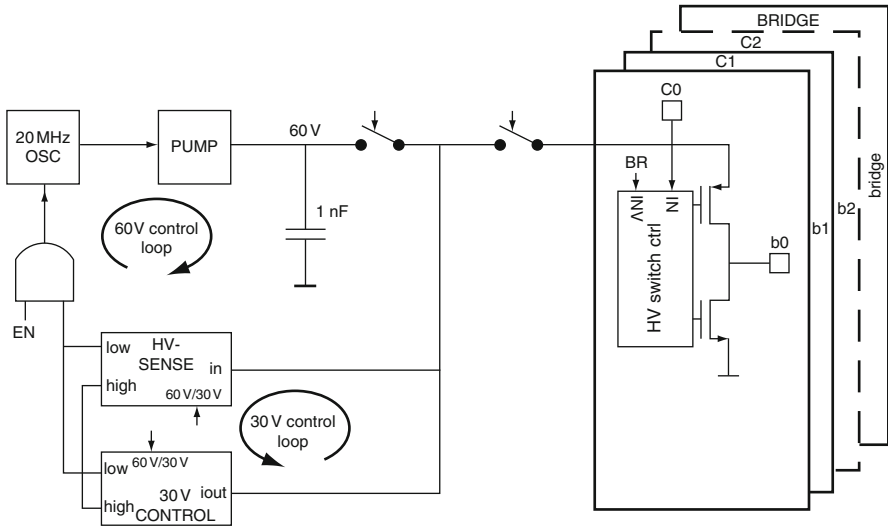 BRIDGE
C2
C1
C0
20 MHz
OSC
PUMP
60 V
BR
INV
IN
HV switch ctrl
b0
b1
b2
bridge
1 nF
60 V control
loop
EN
low
HV-
SENSE
in
high
60 V/30 V
30 V control
loop
low
60 V/30 V
high
30 V
CONTROL
iout